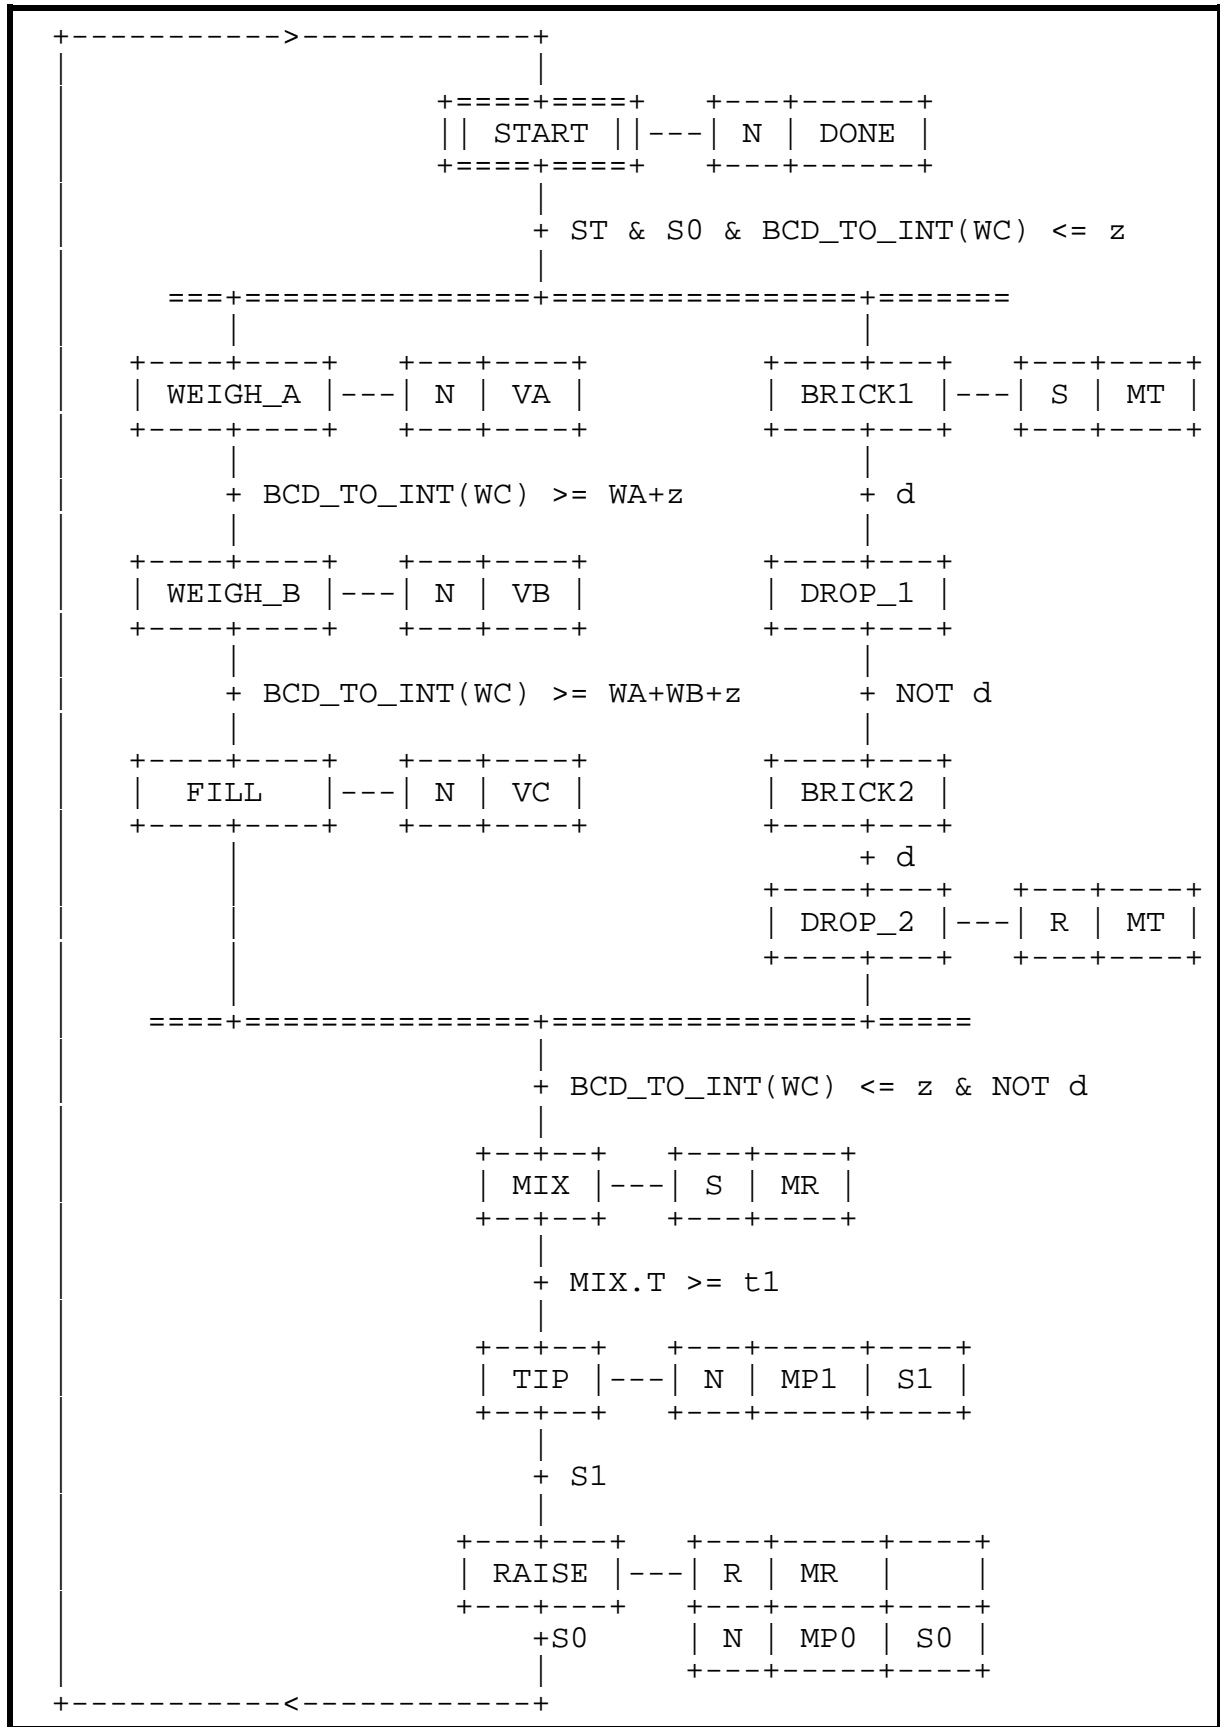 START N DONE
ST & S0 & BCD_TO_INT(WC) <= z
WEIGH_A N VA BRICK1 S MT
BCD_TO_INT(WC) >= WA+z d
WEIGH_B N VB DROP_1
BCD_TO_INT(WC) >= WA+WB+z NOT d
FILL N VC BRICK2
d
DROP_2 R MT
BCD_TO_INT(WC) <= z & NOT d
MIX S MR
MIX.T >= t1
TIP N MP1 S1
S1
RAISE R MR
S0 N MP0 S0